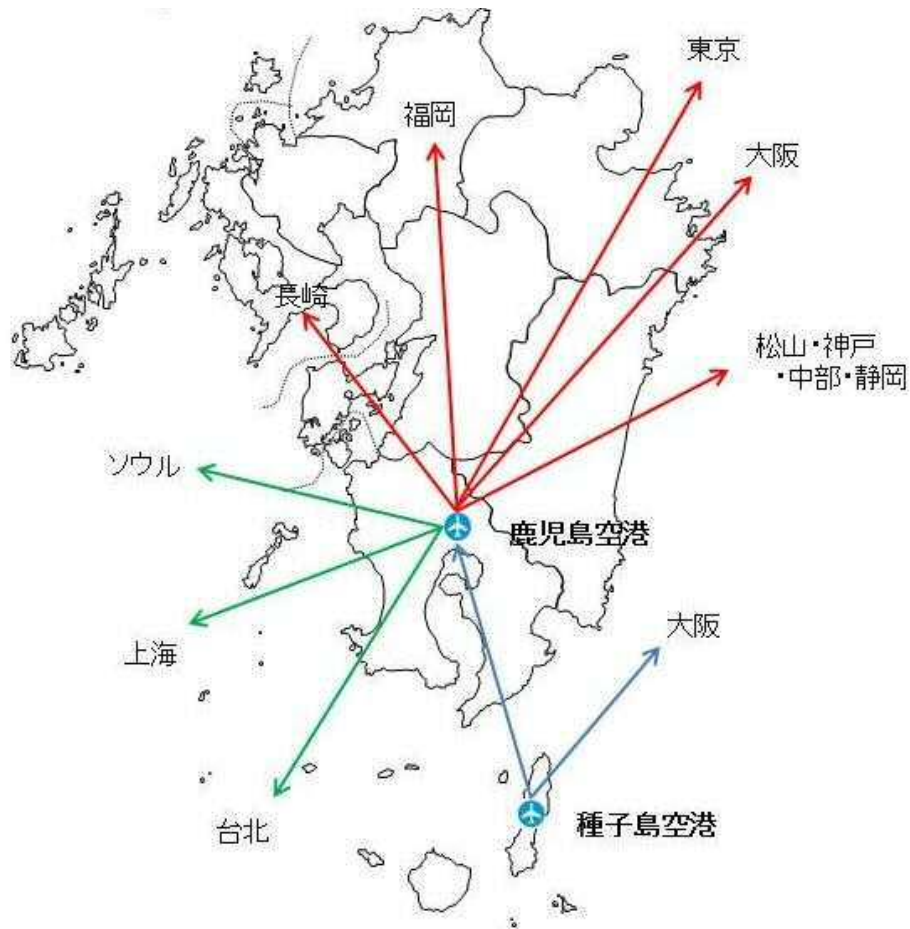 東京
福岡
大阪
長崎
松山・神戸
・中部・静岡
ソウル
鹿児島空港
上海
大阪
台北
種子島空港